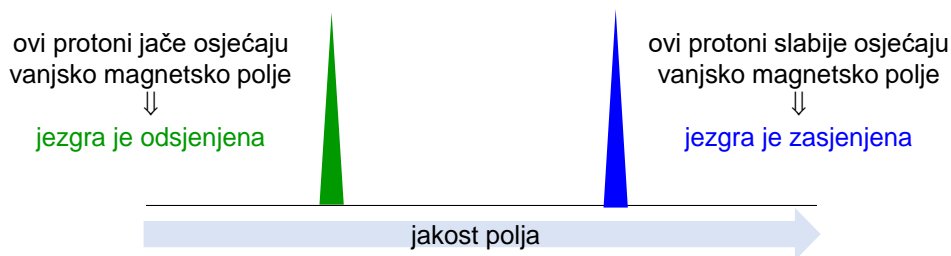 ovi protoni jače osjećaju
vanjsko magnetsko polje
⇓
jezgra je odsjenjena
ovi protoni slabije osjećaju
vanjsko magnetsko polje
⇓
jezgra je zasjenjena
jakost polja